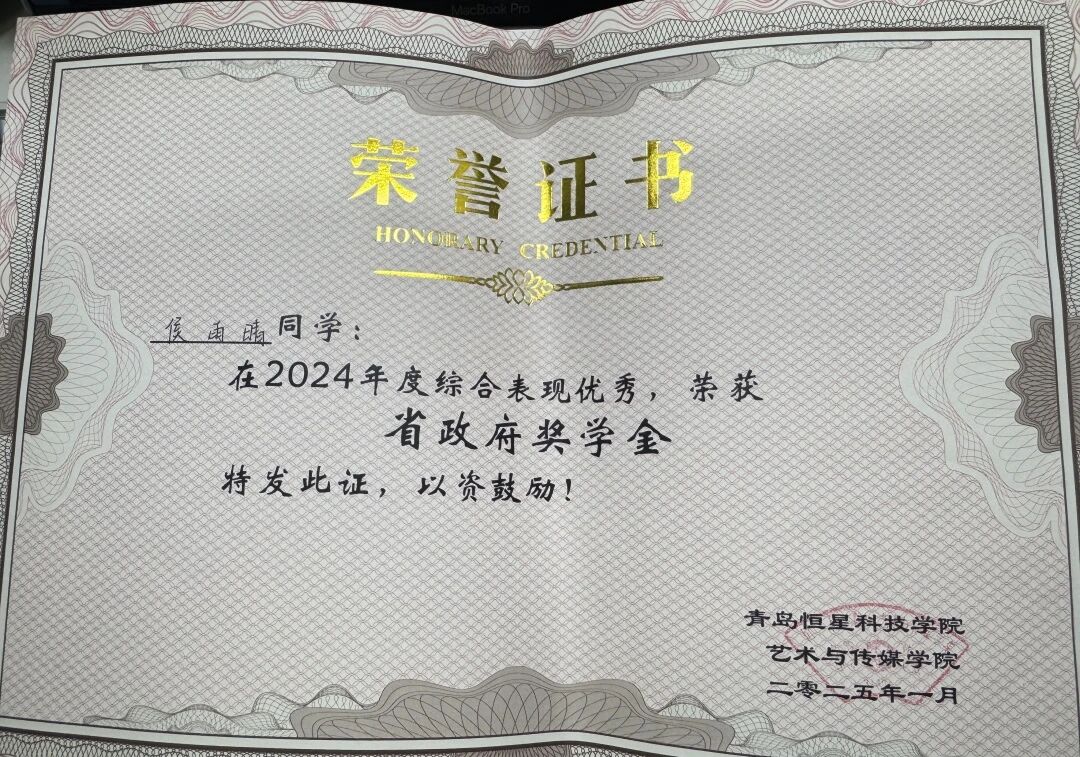 MacBook Pro
荣誉证书
HONORARY CREDENTIAL
侯雨晴同学：
在2024年度综合表现优秀，荣获
省政府奖学金
特发此证，以资鼓励！
青岛恒星科技学院
艺术与传媒学院
二零二五年一月